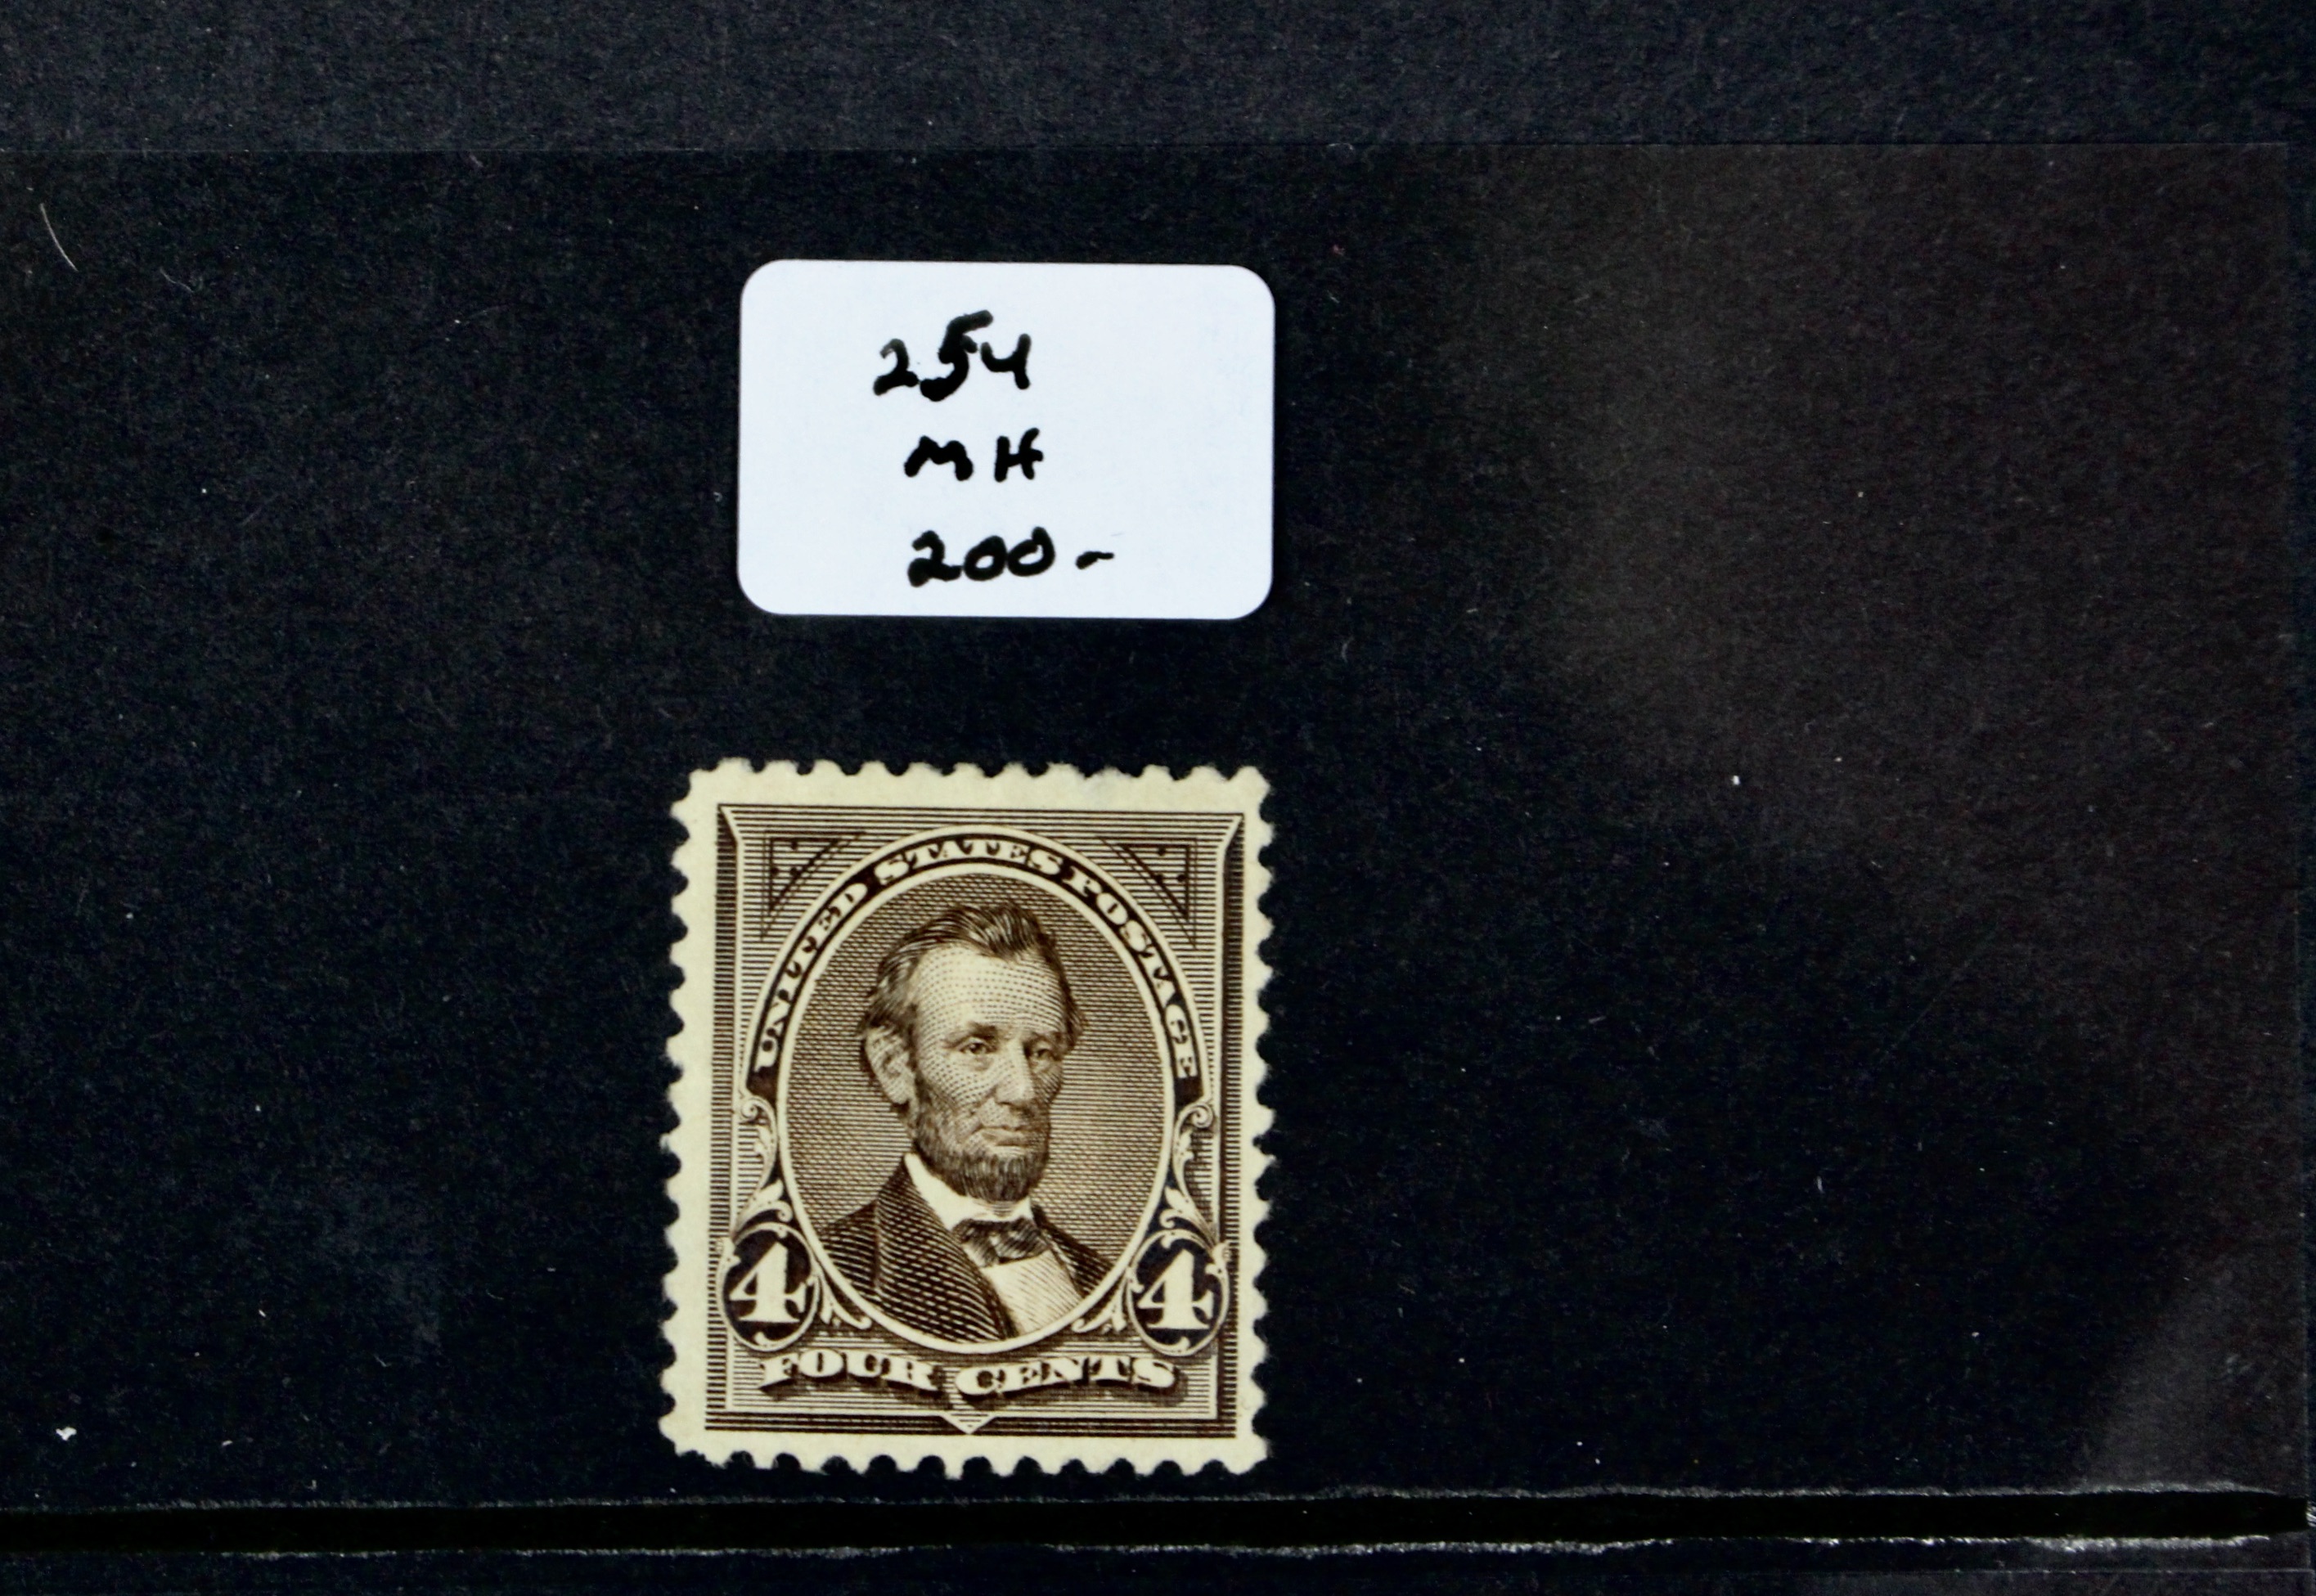 254
MH
200-
UNITED STATES POSTAGE
4 4
FOUR CENTS